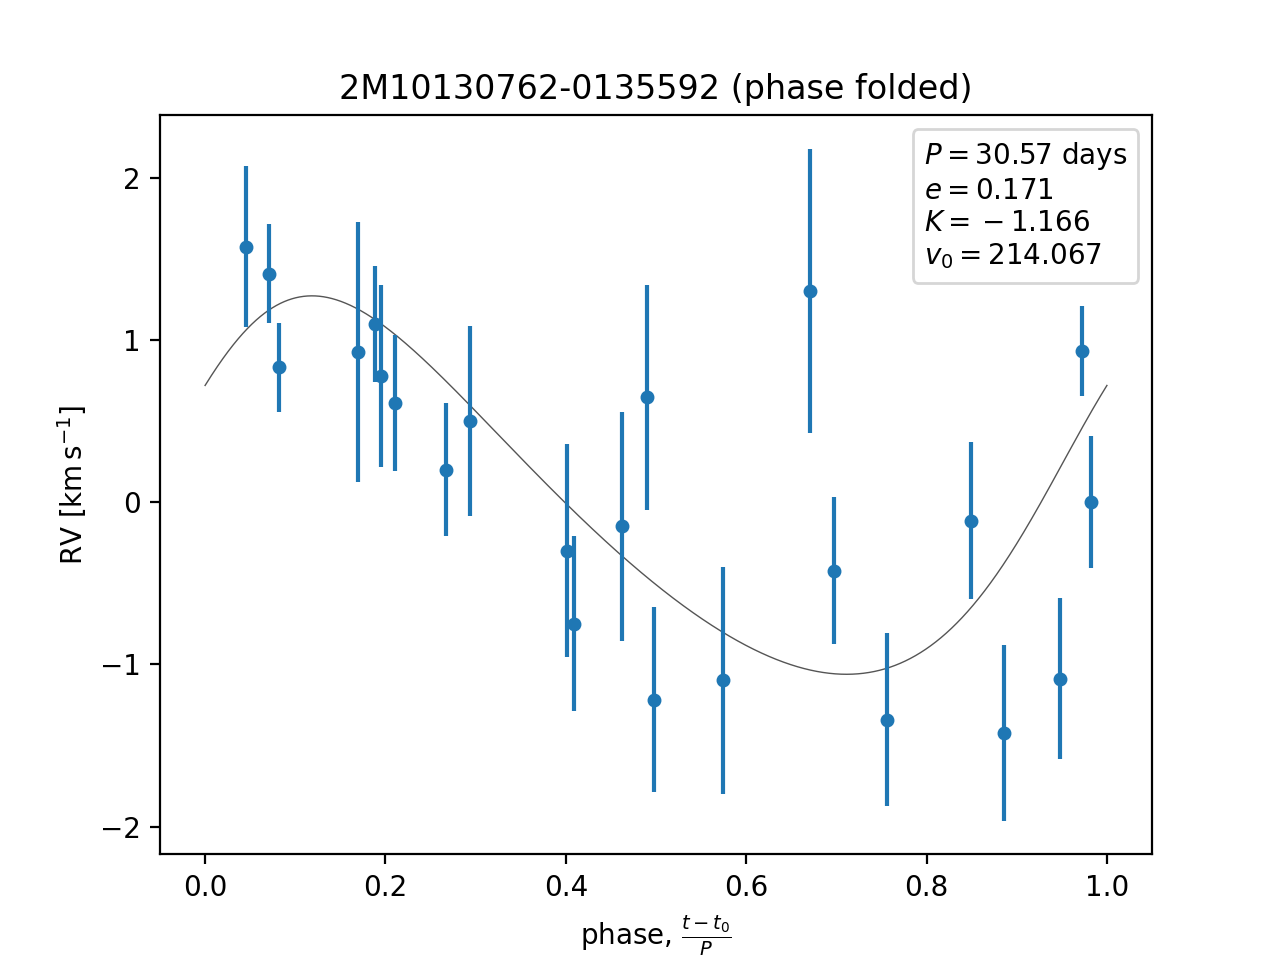 2M10130762-0135592 (phase folded)
P = 30.57 days
e = 0.171
K = −1.166
v₀ = 214.067
RV [km s⁻¹]
2
1
0
−1
−2
0.0 0.2 0.4 0.6 0.8 1.0
phase, (t − t₀)/P